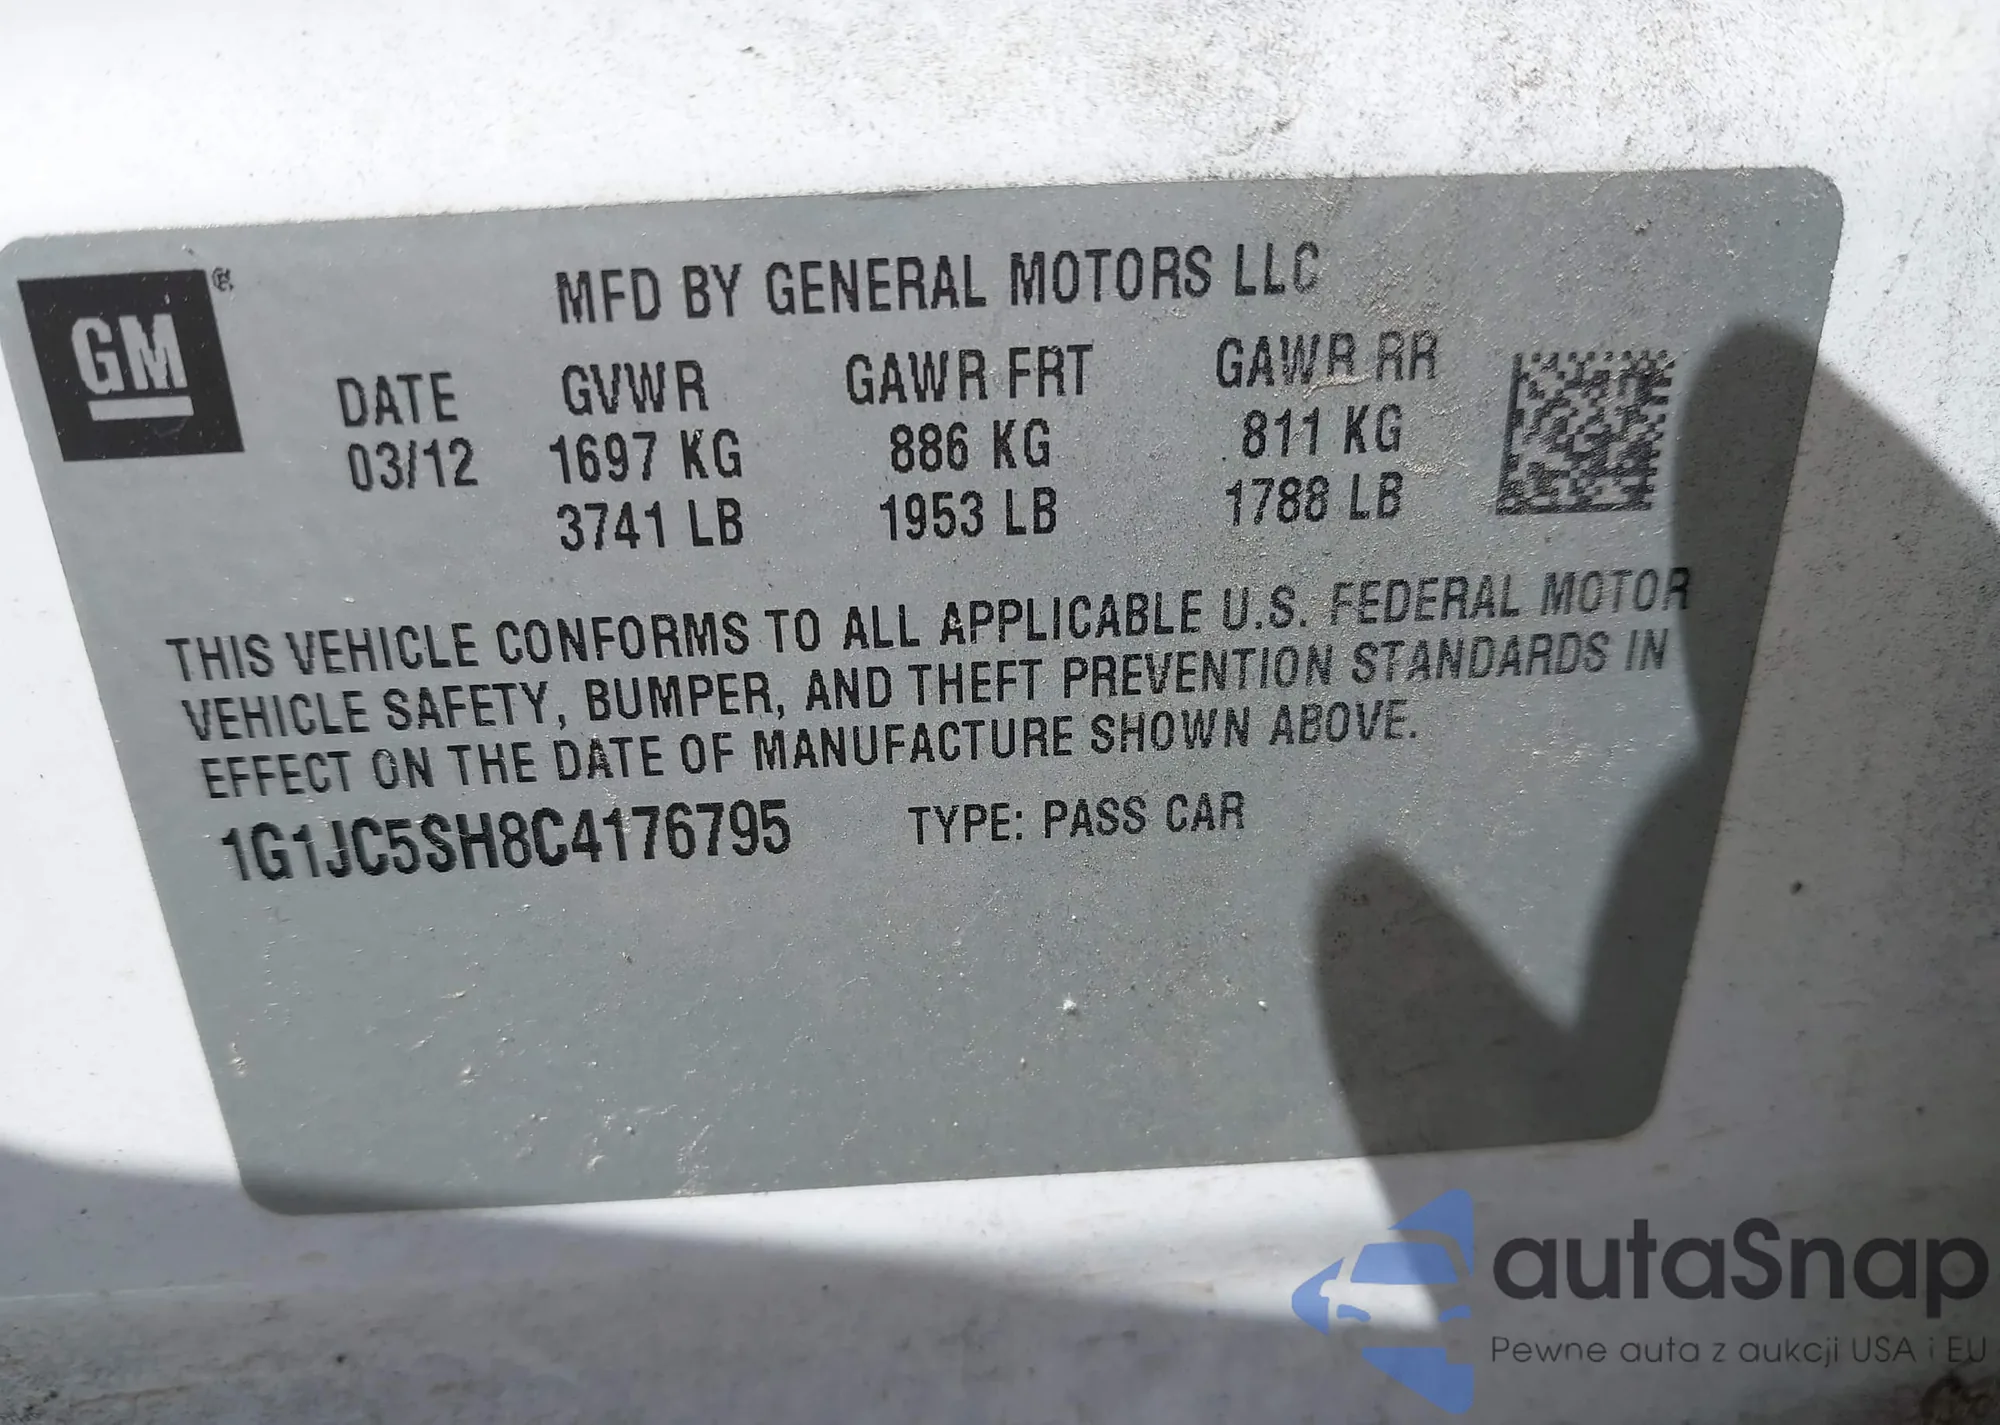 GM®
MFD BY GENERAL MOTORS LLC
DATE GVWR GAWR FRT GAWR RR
03/12 1697 KG 886 KG 811 KG
3741 LB 1953 LB 1788 LB
THIS VEHICLE CONFORMS TO ALL APPLICABLE U.S. FEDERAL MOTOR
VEHICLE SAFETY, BUMPER, AND THEFT PREVENTION STANDARDS IN
EFFECT ON THE DATE OF MANUFACTURE SHOWN ABOVE.
1G1JC5SH8C4176795 TYPE: PASS CAR
autaSnap
Pewne auta z aukcji USA i EU